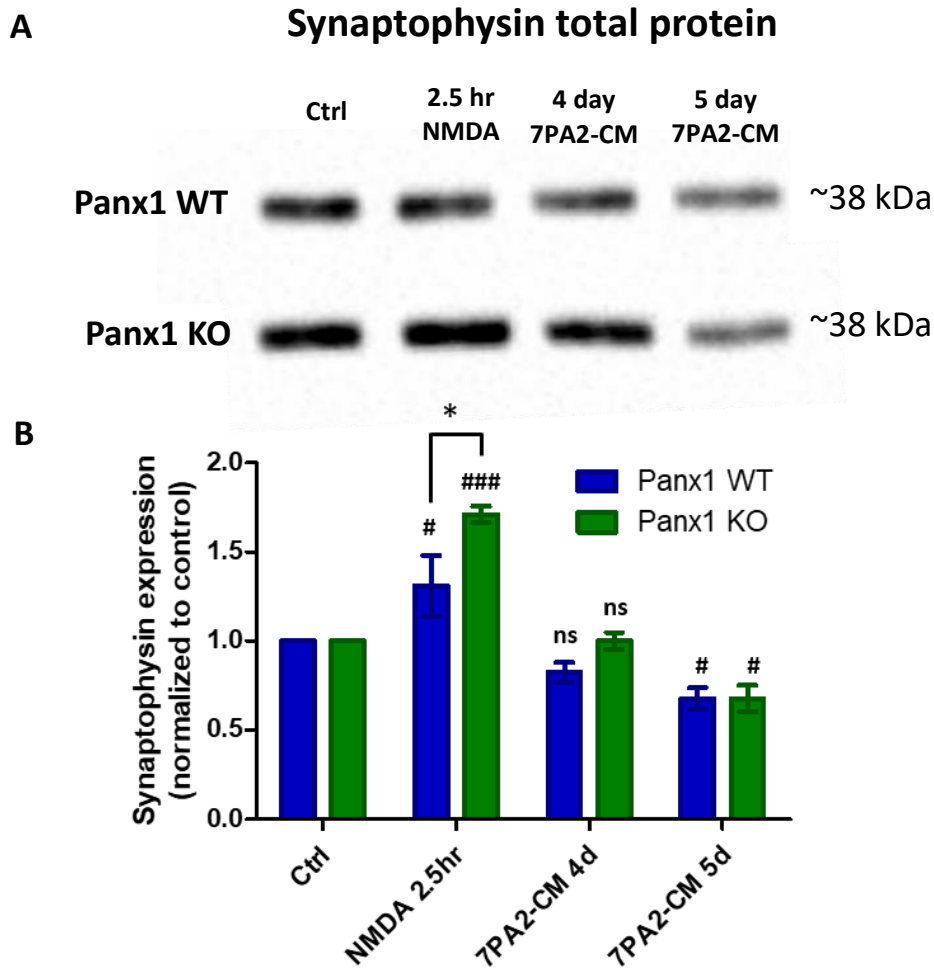 A
Synaptophysin total protein
Ctrl
2.5 hr
NMDA
4 day
7PA2-CM
5 day
7PA2-CM
Panx1 WT
~38 kDa
Panx1 KO
~38 kDa
B
*
Synaptophysin expression
(normalized to control)
2.0
1.5
1.0
0.5
0.0
Panx1 WT
Panx1 KO
#
###
ns
ns
#
#
Ctrl
NMDA 2.5hr
7PA2-CM 4d
7PA2-CM 5d